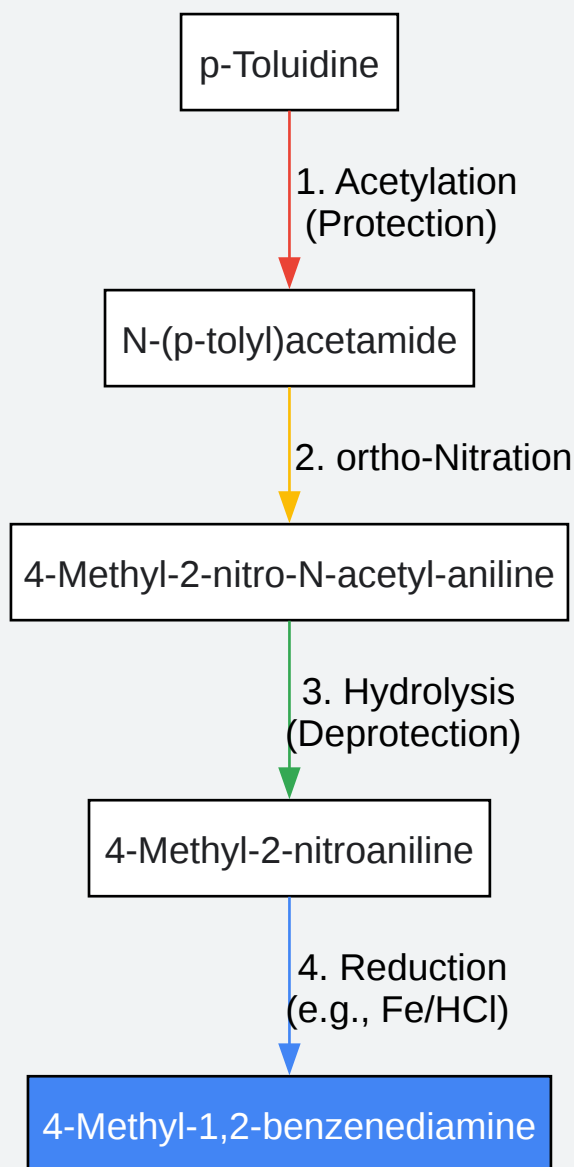 p-Toluidine
1. Acetylation
(Protection)
N-(p-tolyl)acetamide
2. ortho-Nitration
4-Methyl-2-nitro-N-acetyl-aniline
3. Hydrolysis
(Deprotection)
4-Methyl-2-nitroaniline
4. Reduction
(e.g., Fe/HCl)
4-Methyl-1,2-benzenediamine